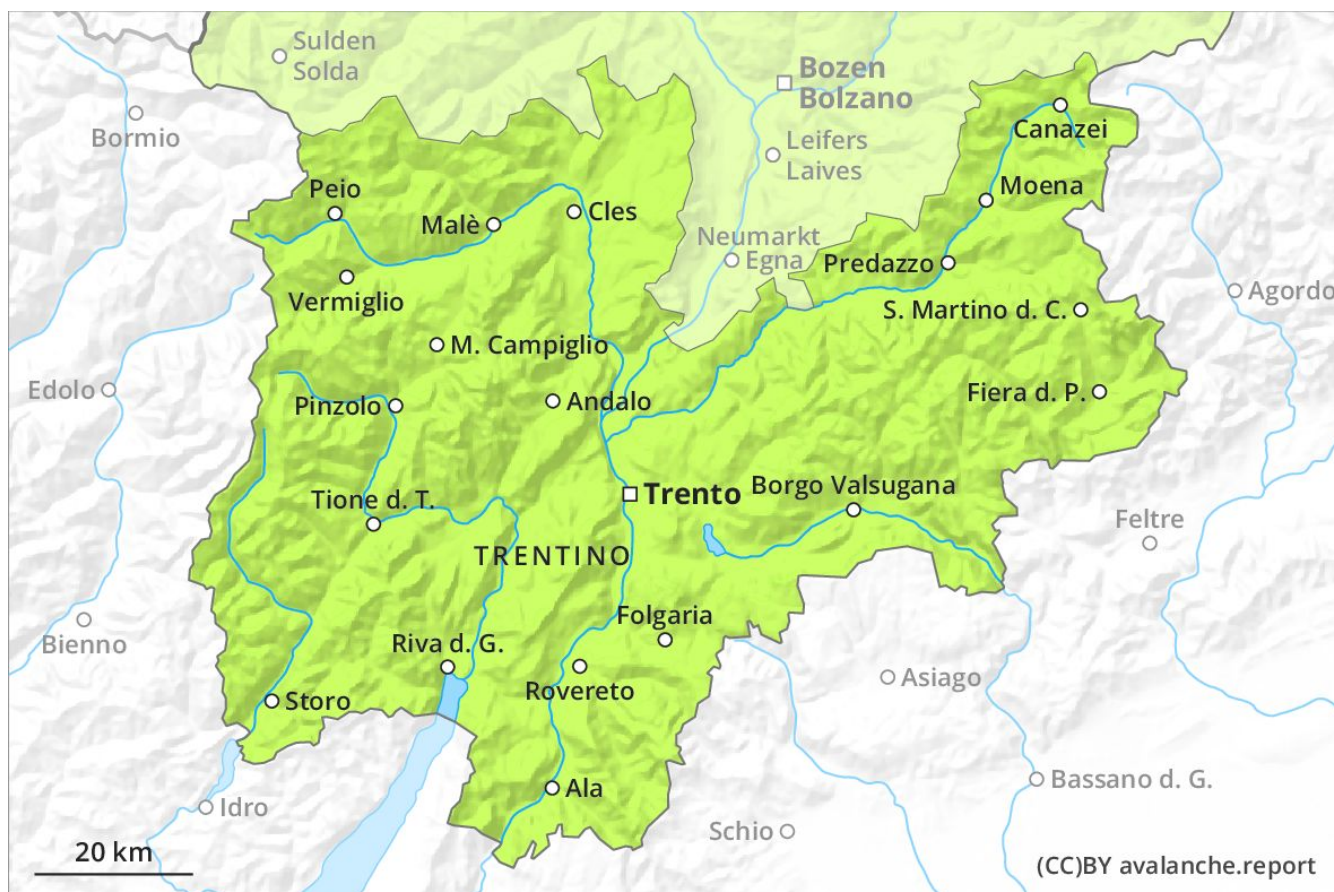 Sulden
Solda
Bozen
Bolzano
Bormio
Canazei
Leifers
Laives
Peio
Moena
Malè
Cles
Neumarkt
Egna
Predazzo
Vermiglio
Agordo
S. Martino d. C.
M. Campiglio
Edolo
Pinzolo
Andalo
Fiera d. P.
Trento
Borgo Valsugana
Tione d. T.
Feltre
TRENTINO
Folgaria
Bienno
Riva d. G.
Asiago
Rovereto
Storo
Bassano d. G.
Ala
Idro
Schio
20 km
(CC)BY avalanche.report